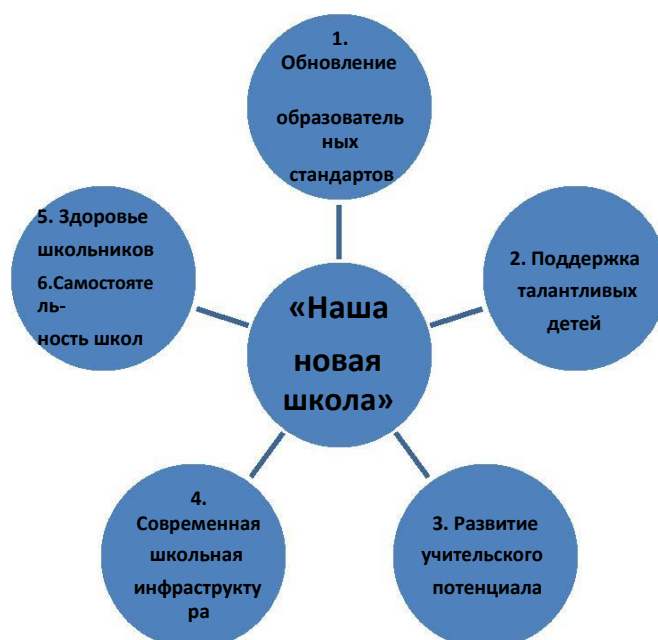 1.
Обновление
образователь
ных
стандартов
5. Здоровье
школьников
6.Самостояте
ль-
ность школ
2. Поддержка
талантливых
детей
«Наша
новая
школа»
4.
Современная
школьная
инфраструкту
ра
3. Развитие
учительского
потенциала